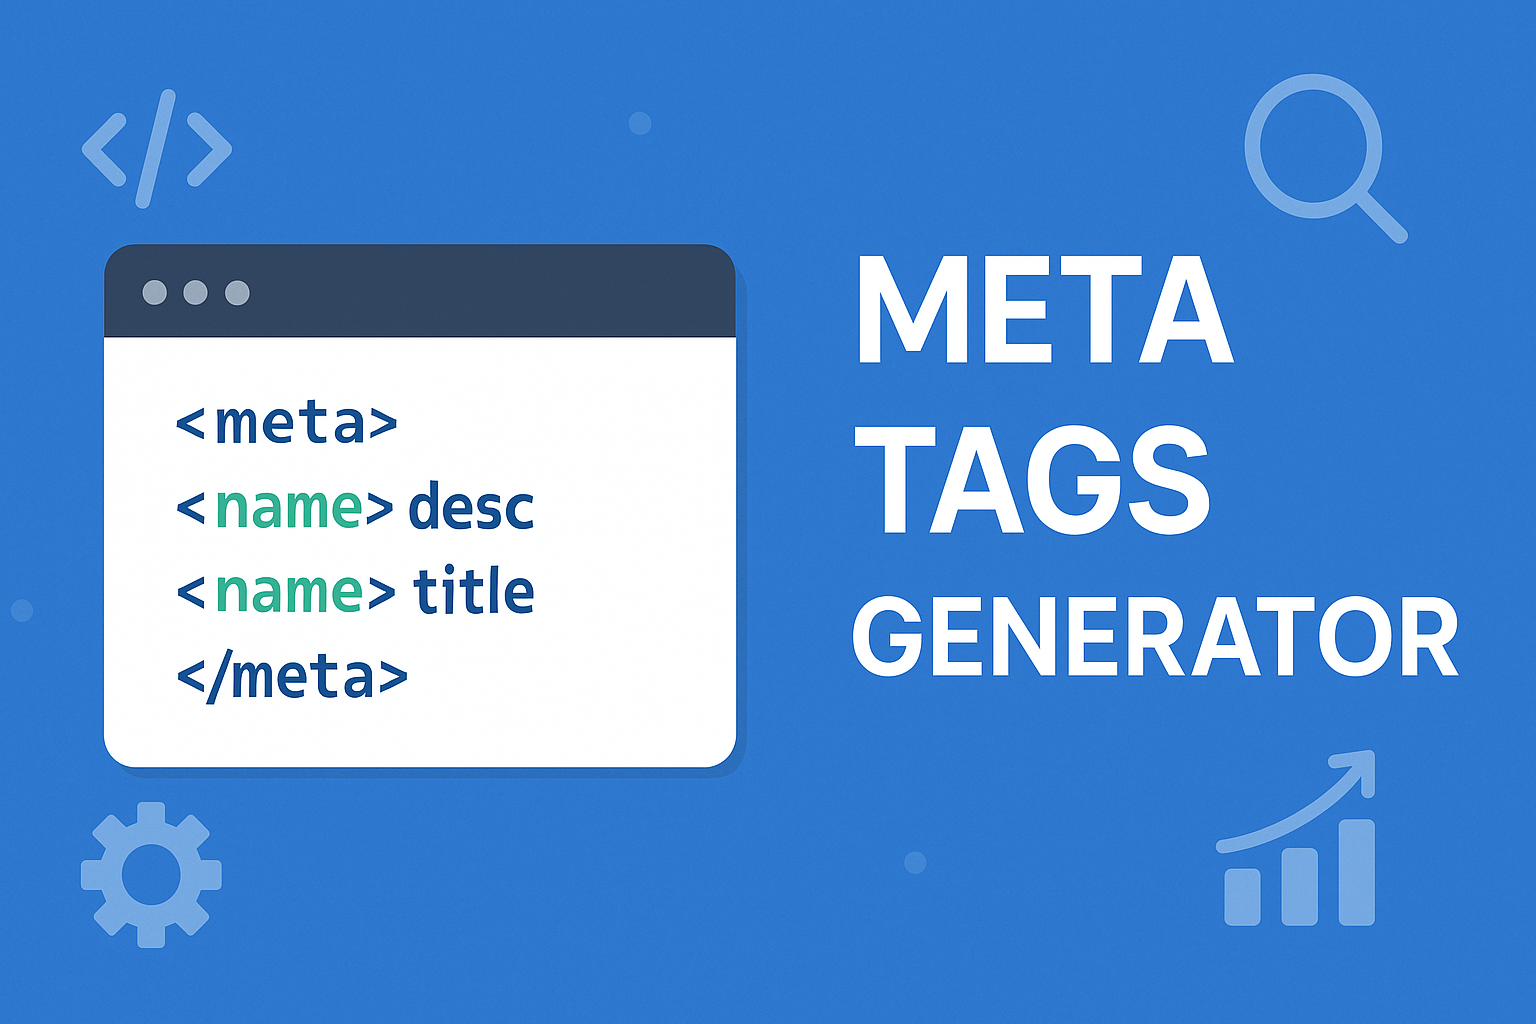 <meta>
<name> desc
<name> title
</meta>
META
TAGS
GENERATOR